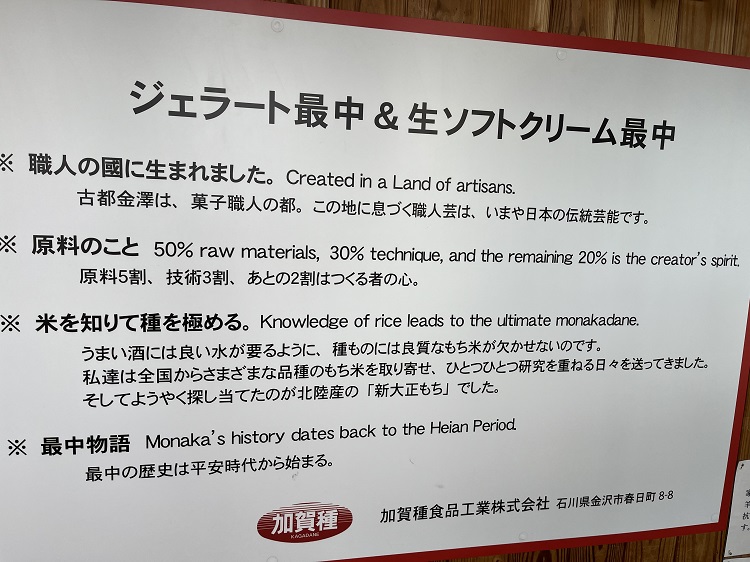 ジェラート最中 & 生ソフトクリーム最中
※ 職人の國に生まれました。 Created in a Land of artisans.
古都金澤は、菓子職人の都。この地に息づく職人芸は、いまや日本の伝統芸能です。
※ 原料のこと 50% raw materials, 30% technique, and the remaining 20% is the creator's spirit.
原料5割、技術3割、あとの2割はつくる者の心。
※ 米を知りて種を極める。 Knowledge of rice leads to the ultimate monakadane.
うまい酒には良い水が要るように、種ものには良質なもち米が欠かせないのです。
私達は全国からさまざまな品種のもち米を取り寄せ、ひとつひとつ研究を重ねる日々を送ってきました。
そしてようやく探し当てたのが北陸産の「新大正もち」でした。
※ 最中物語 Monaka's history dates back to the Heian Period.
最中の歴史は平安時代から始まる。
加賀種
KAGADANE
加賀種食品工業株式会社 石川県金沢市春日町 8-8